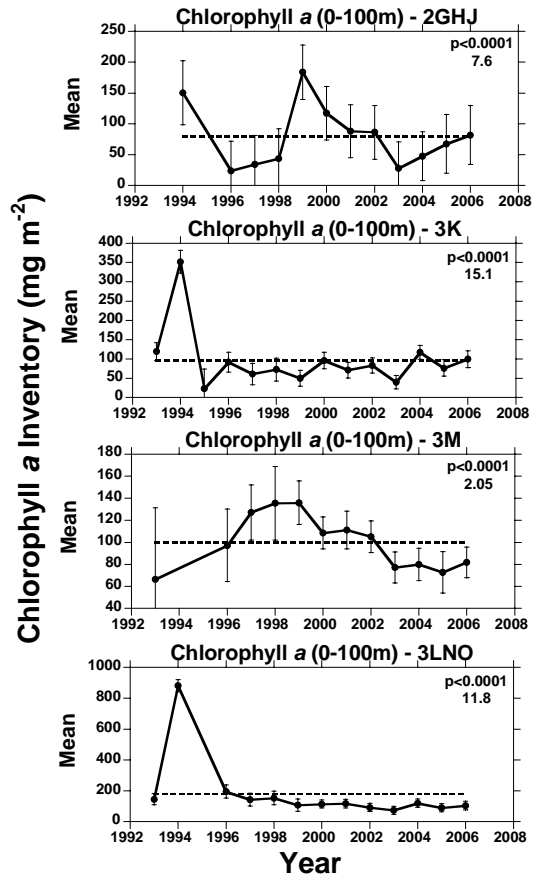 Chlorophyll a Inventory (mg m-2)
Chlorophyll a (0-100m) - 2GHJ
p<0.0001
7.6
Mean
250
200
150
100
50
0
1992 1994 1996 1998 2000 2002 2004 2006 2008
Chlorophyll a (0-100m) - 3K
p<0.0001
15.1
Mean
400
350
300
250
200
150
100
50
0
1992 1994 1996 1998 2000 2002 2004 2006 2008
Chlorophyll a (0-100m) - 3M
p<0.0001
2.05
Mean
180
160
140
120
100
80
60
40
1992 1994 1996 1998 2000 2002 2004 2006 2008
Chlorophyll a (0-100m) - 3LNO
p<0.0001
11.8
Mean
1000
800
600
400
200
0
1992 1994 1996 1998 2000 2002 2004 2006 2008
Year